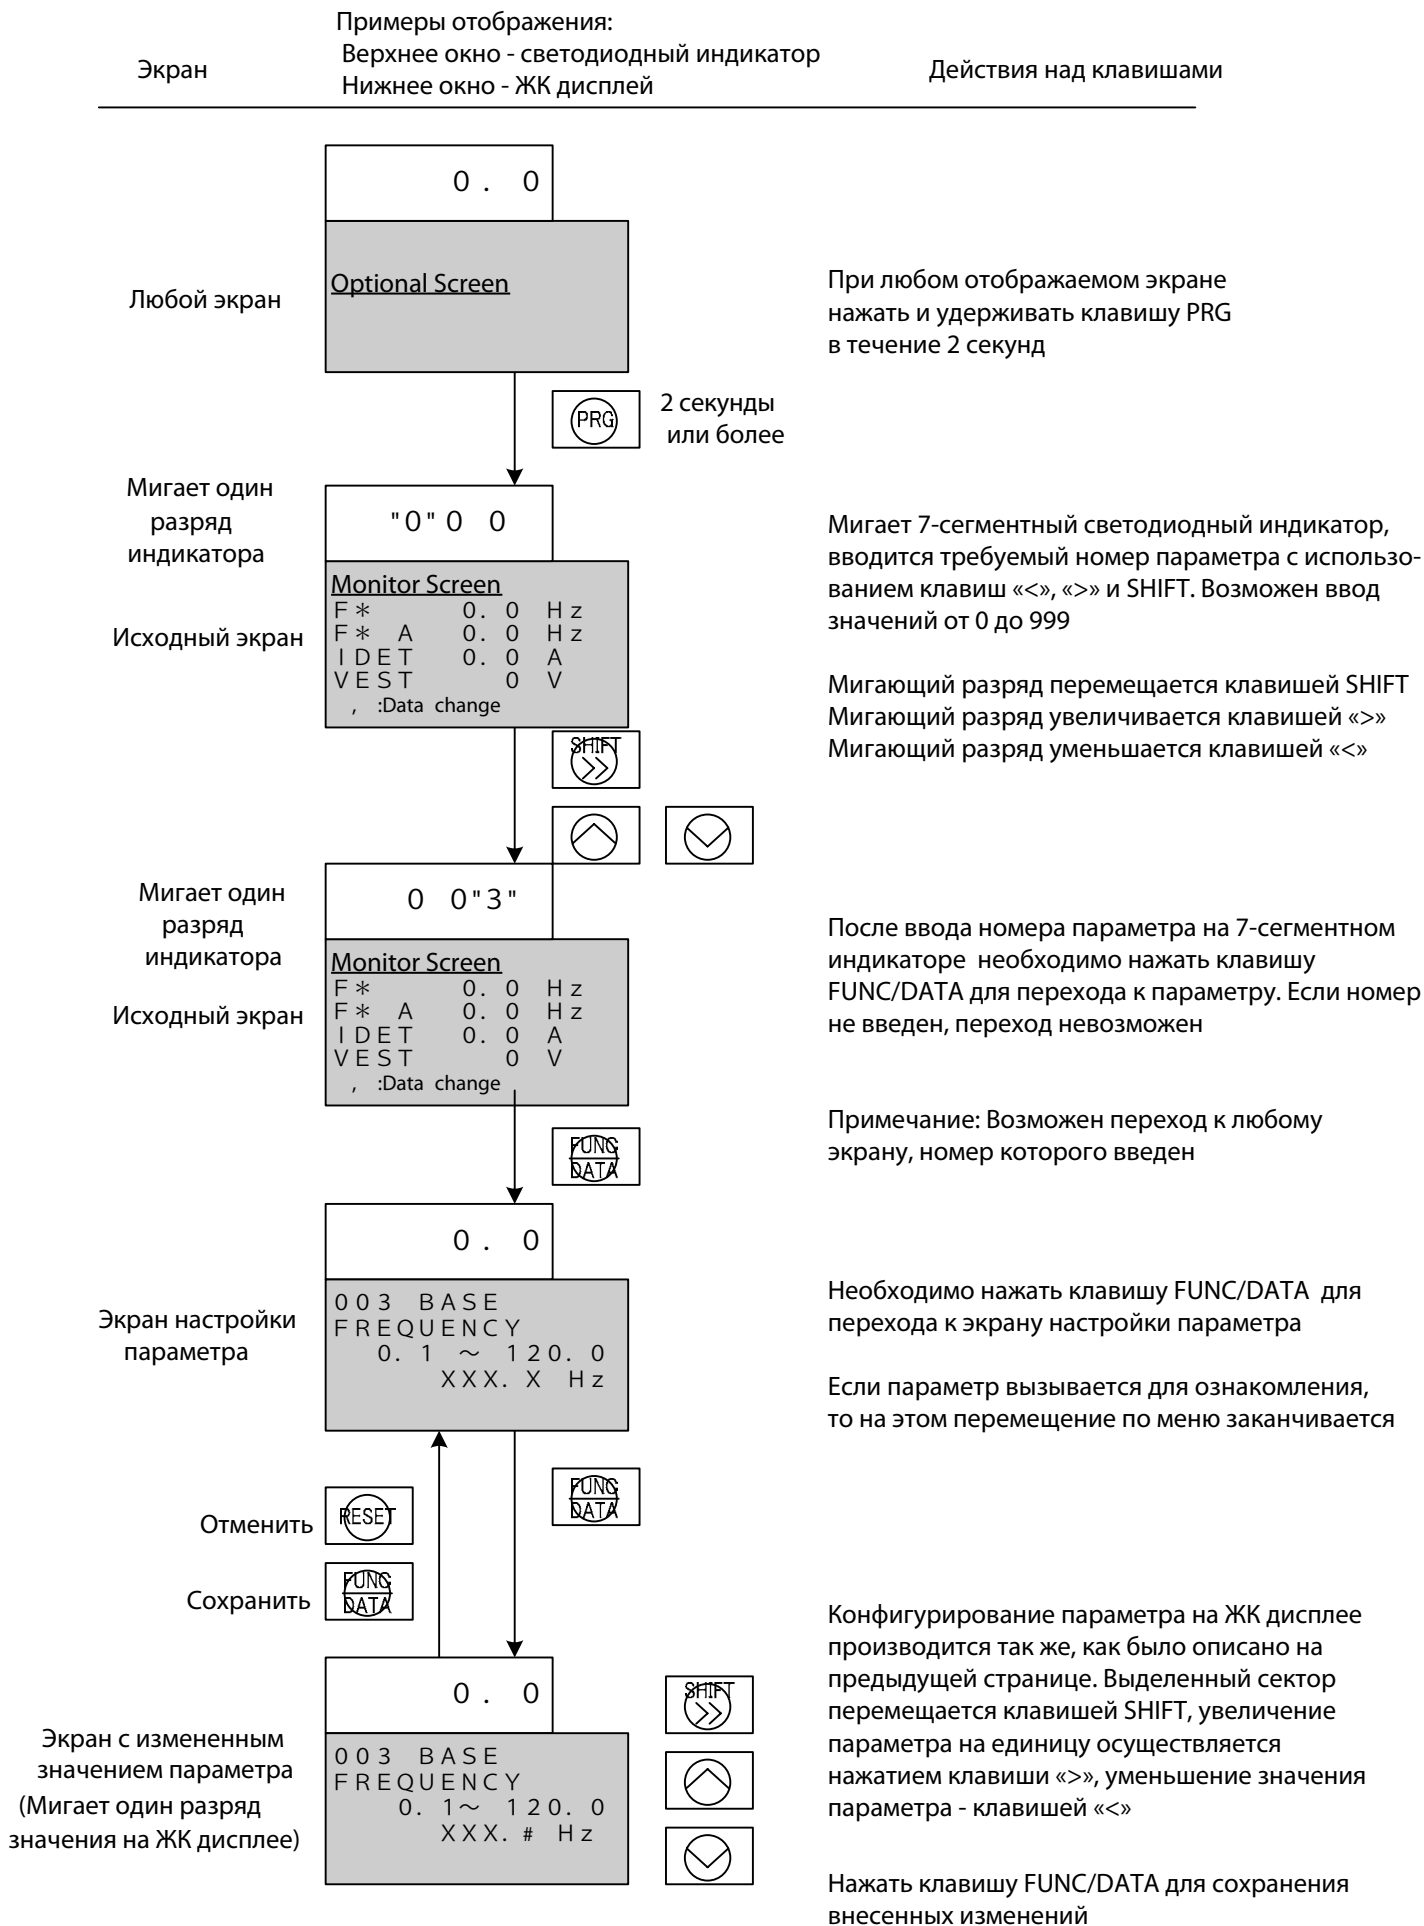 Примеры отображения:
Верхнее окно - светодиодный индикатор
Нижнее окно - ЖК дисплей
Экран
Действия над клавишами
0. 0
Optional Screen
Любой экран
При любом отображаемом экране
нажать и удерживать клавишу PRG
в течение 2 секунд
PRG
2 секунды
или более
Мигает один
разряд
индикатора
"0"0 0
Исходный экран
Monitor Screen
F* 0. 0 Hz
F* A 0. 0 Hz
IDET 0. 0 A
VEST 0 V
, :Data change
Мигает 7-сегментный светодиодный индикатор,
вводится требуемый номер параметра с использо-
ванием клавиш «<», «>» и SHIFT. Возможен ввод
значений от 0 до 999
Мигающий разряд перемещается клавишей SHIFT
Мигающий разряд увеличивается клавишей «>»
Мигающий разряд уменьшается клавишей «<»
SHIFT
Мигает один
разряд
индикатора
0 0"3"
Исходный экран
Monitor Screen
F* 0. 0 Hz
F* A 0. 0 Hz
IDET 0. 0 A
VEST 0 V
, :Data change
После ввода номера параметра на 7-сегментном
индикаторе необходимо нажать клавишу
FUNC/DATA для перехода к параметру. Если номер
не введен, переход невозможен
Примечание: Возможен переход к любому
экрану, номер которого введен
FUNC
DATA
0. 0
Экран настройки
параметра
003 BASE
FREQUENCY
0. 1 ~ 120. 0
XXX. X Hz
Необходимо нажать клавишу FUNC/DATA для
перехода к экрану настройки параметра
Если параметр вызывается для ознакомления,
то на этом перемещение по меню заканчивается
FUNC
DATA
Отменить
RESET
Сохранить
FUNC
DATA
0. 0
Экран с измененным
значением параметра
(Мигает один разряд
значения на ЖК дисплее)
003 BASE
FREQUENCY
0. 1~ 120. 0
XXX. # Hz
SHIFT
Конфигурирование параметра на ЖК дисплее
производится так же, как было описано на
предыдущей странице. Выделенный сектор
перемещается клавишей SHIFT, увеличение
параметра на единицу осуществляется
нажатием клавиши «>», уменьшение значения
параметра - клавишей «<»
Нажать клавишу FUNC/DATA для сохранения
внесенных изменений